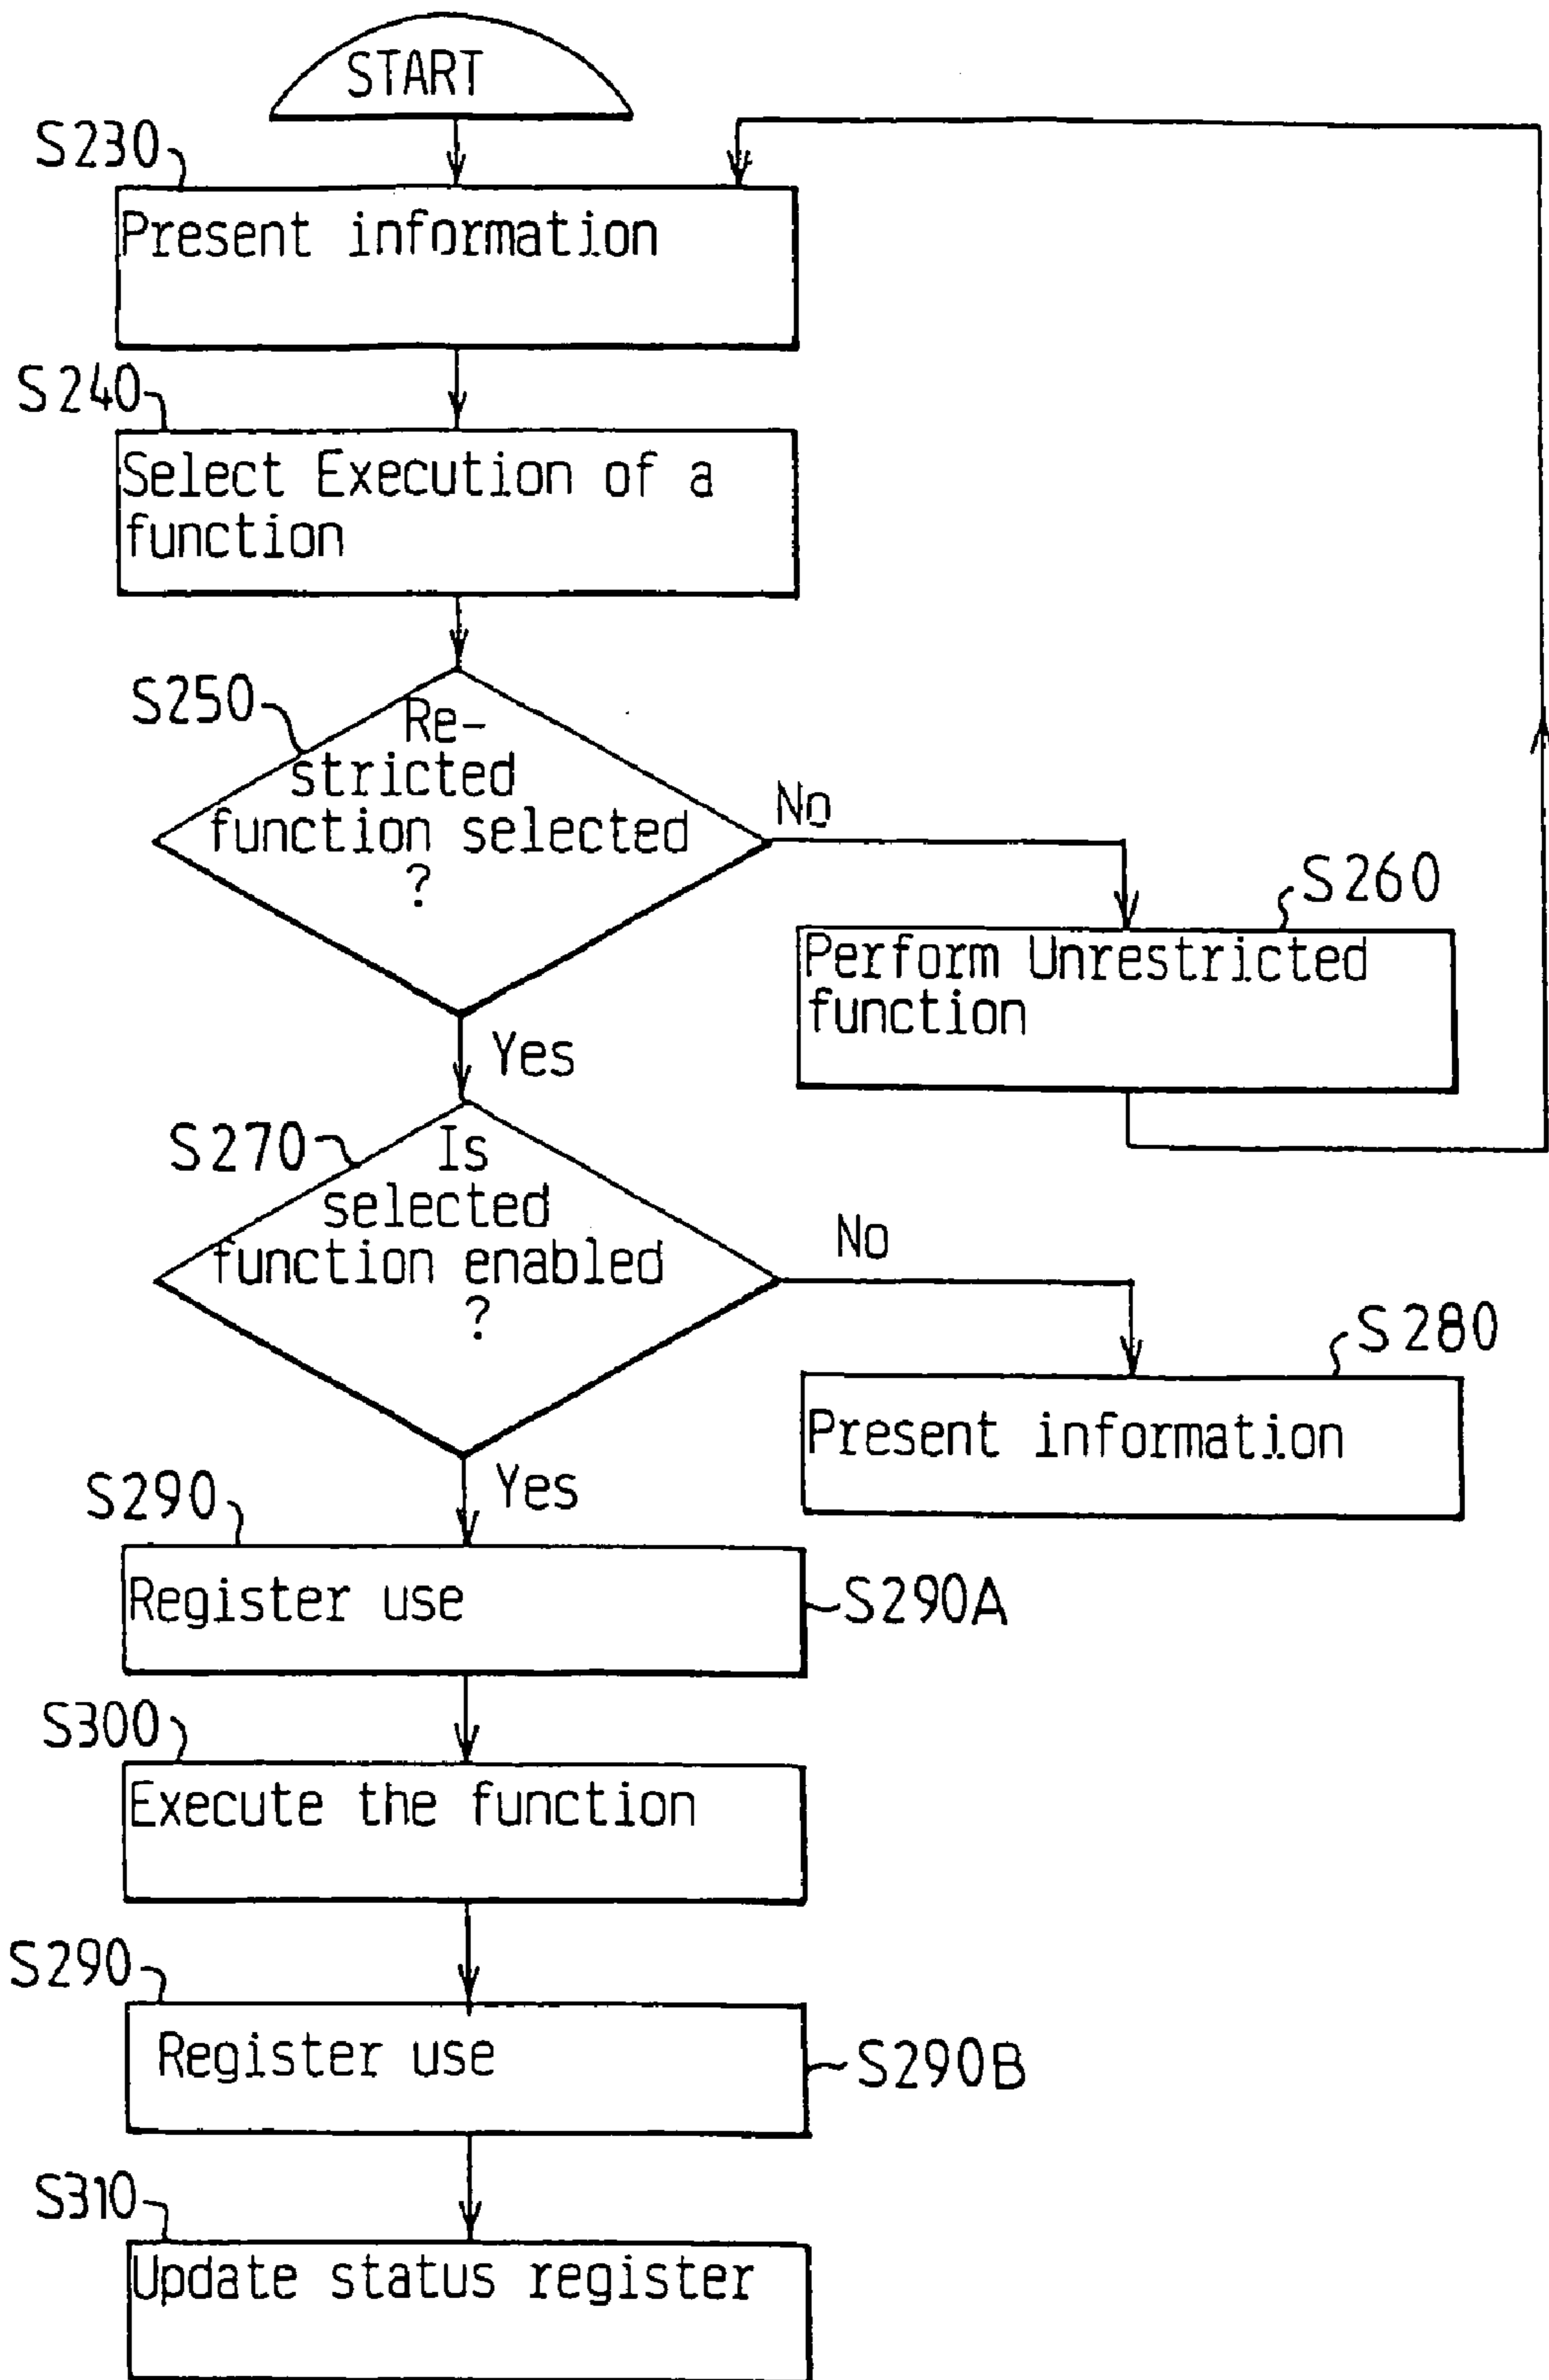 START
S230
Present information
S240
Select Execution of a
function
S250
Re-
stricted
function selected
?
No
S260
Perform Unrestricted
function
Yes
S270
Is
selected
function enabled
?
No
S280
Present information
Yes
S290
Register use
S290A
S300
Execute the function
S290
Register use
S290B
S310
Update status register